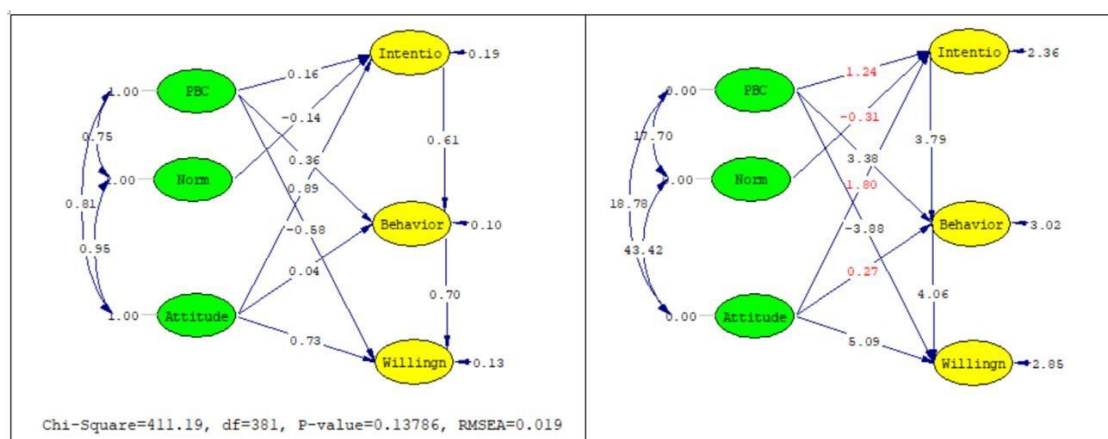 Intentio
0.19
1.00
PBC
0.16
0.75
-0.14
0.61
1.00
Norm
0.36
0.89
0.81
Behavior
0.10
0.95
-0.58
0.04
0.70
1.00
Attitude
0.73
Willingn
0.13
Chi-Square=411.19, df=381, P-value=0.13786, RMSEA=0.019
Intentio
2.36
0.00
PBC
1.24
-0.31
17.70
3.38
3.79
0.00
Norm
1.80
18.78
-3.88
Behavior
3.02
43.42
0.27
4.06
0.00
Attitude
5.09
Willingn
2.85